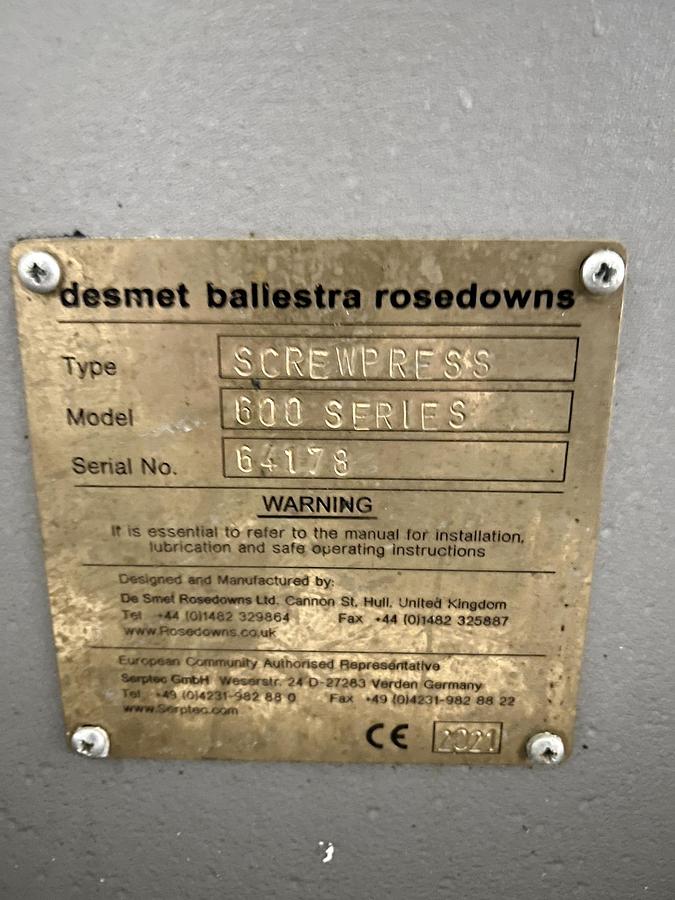 desmet ballestra rosedowns
Type SCREWPRESS
Model 600 SERIES
Serial No. 64178
WARNING
It is essential to refer to the manual for installation,
lubrication and safe operating instructions
Designed and Manufactured by:
De Smet Rosedowns Ltd. Cannon St. Hull. United Kingdom
Tel +44 (0)1482 329864 Fax +44 (0)1482 325887
www.Rosedowns.co.uk
European Community Authorised Representative
Serptec GmbH Weserstr. 24 D-27283 Verden Germany
Tel +49 (0)4231-982 88 0 Fax +49 (0)4231-982 88 22
www.Serptec.com
CE 2021